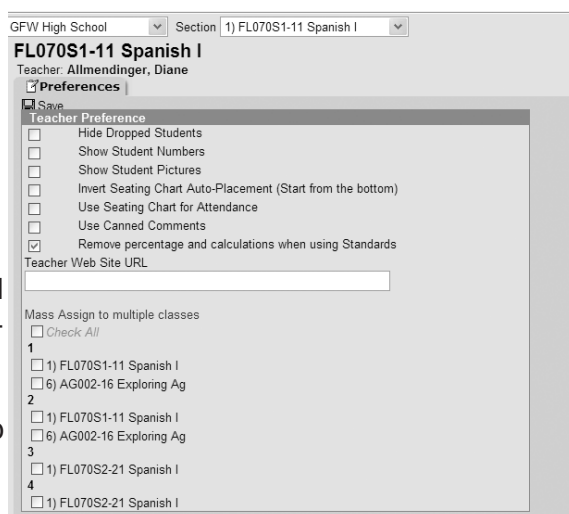 GFW High School Section 1) FL070S1-11 Spanish I
FL070S1-11 Spanish I
Teacher: Allmendinger, Diane
Preferences
Save
Teacher Preference
Hide Dropped Students
Show Student Numbers
Show Student Pictures
Invert Seating Chart Auto-Placement (Start from the bottom)
Use Seating Chart for Attendance
Use Canned Comments
Remove percentage and calculations when using Standards
Teacher Web Site URL
Mass Assign to multiple classes
Check All
1
1) FL070S1-11 Spanish I
6) AG002-16 Exploring Ag
2
1) FL070S1-11 Spanish I
6) AG002-16 Exploring Ag
3
1) FL070S2-21 Spanish I
4
1) FL070S2-21 Spanish I